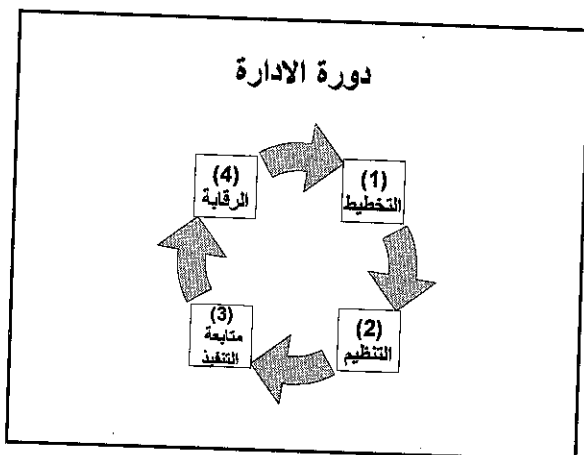 دورة الادارة
(1)
التخطيط
(2)
التنظيم
(3)
متابعة
التنفيذ
(4)
الرقابة